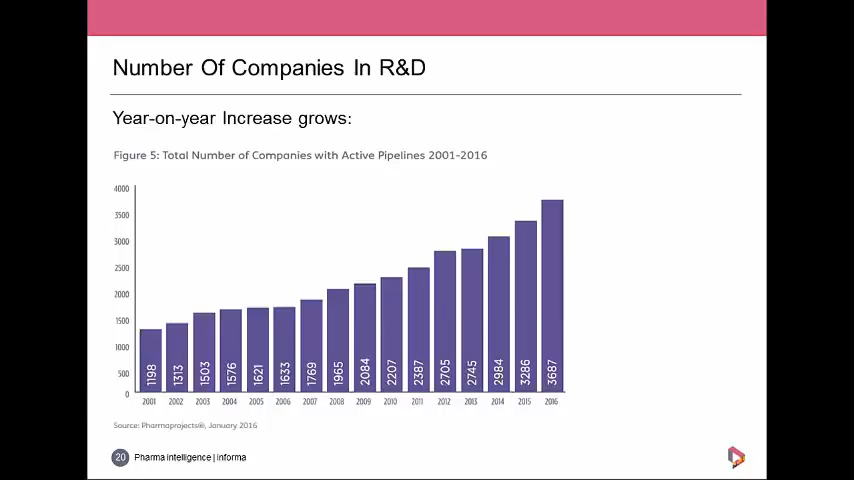 Number Of Companies In R&D
Year-on-year Increase grows:
Figure 5: Total Number of Companies with Active Pipelines 2001-2016
4000
3500
3000
2500
2000
1500
1000
500
0
1198 1313 1503 1576 1621 1633 1769 1965 2084 2207 2387 2705 2745 2984 3286 3687
2001 2002 2003 2004 2005 2006 2007 2008 2009 2010 2011 2012 2013 2014 2015 2016
Source: Pharmaprojects®, January 2016
20 Pharma intelligence | informa